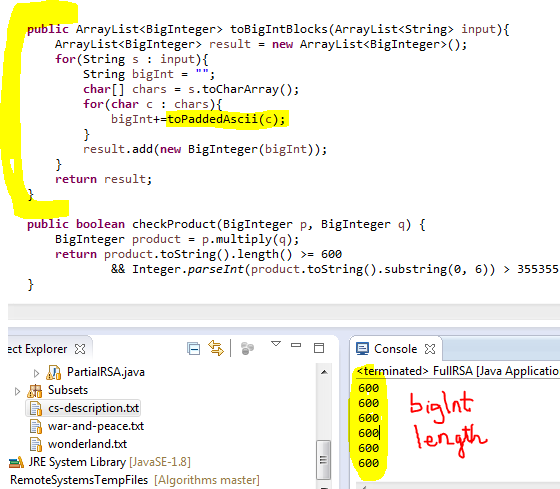 public ArrayList<BigInteger> toBigIntBlocks(ArrayList<String> input){
ArrayList<BigInteger> result = new ArrayList<BigInteger>();
for(String s : input){
String bigInt = "";
char[] chars = s.toCharArray();
for(char c : chars){
bigInt+=toPaddedAscii(c);
}
result.add(new BigInteger(bigInt));
}
return result;
}
public boolean checkProduct(BigInteger p, BigInteger q) {
BigInteger product = p.multiply(q);
return product.toString().length() >= 600
&& Integer.parseInt(product.toString().substring(0, 6)) > 355355
}
ect Explorer
PartialRSA.java
Subsets
cs-description.txt
war-and-peace.txt
wonderland.txt
JRE System Library [JavaSE-1.8]
RemoteSystemsTempFiles [Algorithms master]
Console
<terminated> FullRSA [Java Application
600
600
600
600
600
600
bigInt
length